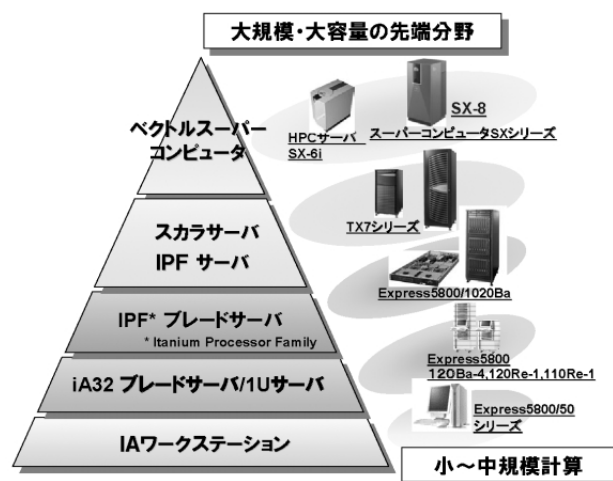 大規模・大容量の先端分野
ベクトルスーパー
コンピュータ
HPCサーバ
SX-6i
SX-8
スーパーコンピュータSXシリーズ
スカラサーバ
IPF サーバ
TX7シリーズ
Express5800/1020Ba
IPF* ブレードサーバ
* Itanium Processor Family
Express5800
120Ba-4,120Re-1,110Re-1
iA32 ブレードサーバ/1Uサーバ
Express5800/50
シリーズ
IAワークステーション
小～中規模計算